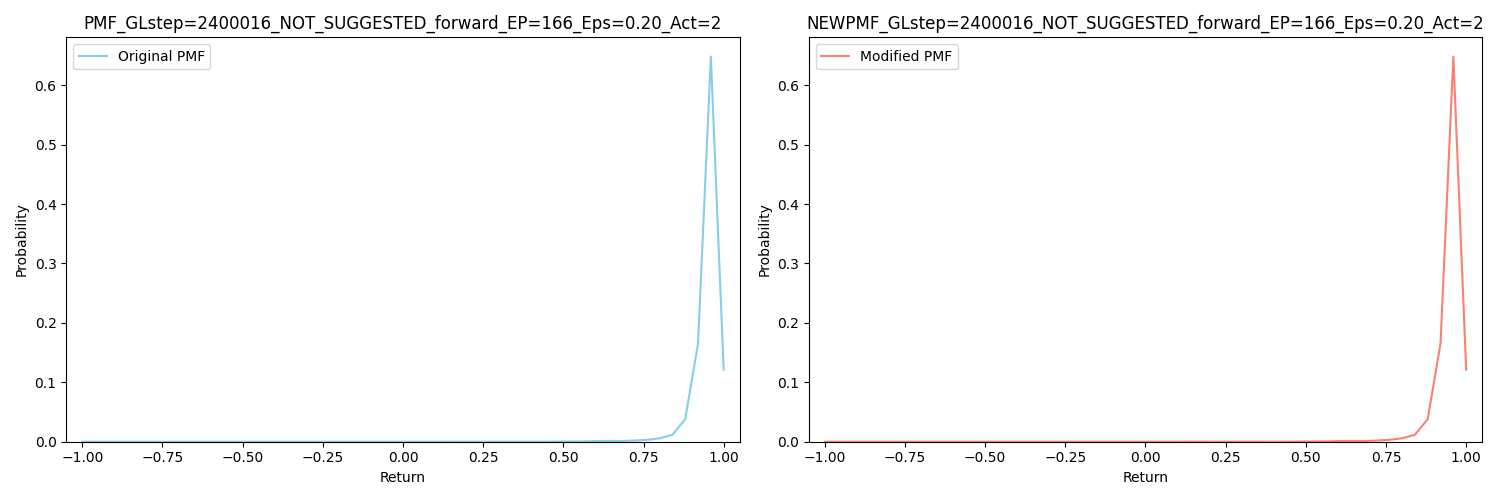 PMF_GLstep=2400016_NOT_SUGGESTED_forward_EP=166_Eps=0.20_Act=2
Original PMF
Probability
0.6
0.5
0.4
0.3
0.2
0.1
0.0
−1.00 −0.75 −0.50 −0.25 0.00 0.25 0.50 0.75 1.00
Return
NEWPMF_GLstep=2400016_NOT_SUGGESTED_forward_EP=166_Eps=0.20_Act=2
Modified PMF
Probability
0.6
0.5
0.4
0.3
0.2
0.1
0.0
−1.00 −0.75 −0.50 −0.25 0.00 0.25 0.50 0.75 1.00
Return